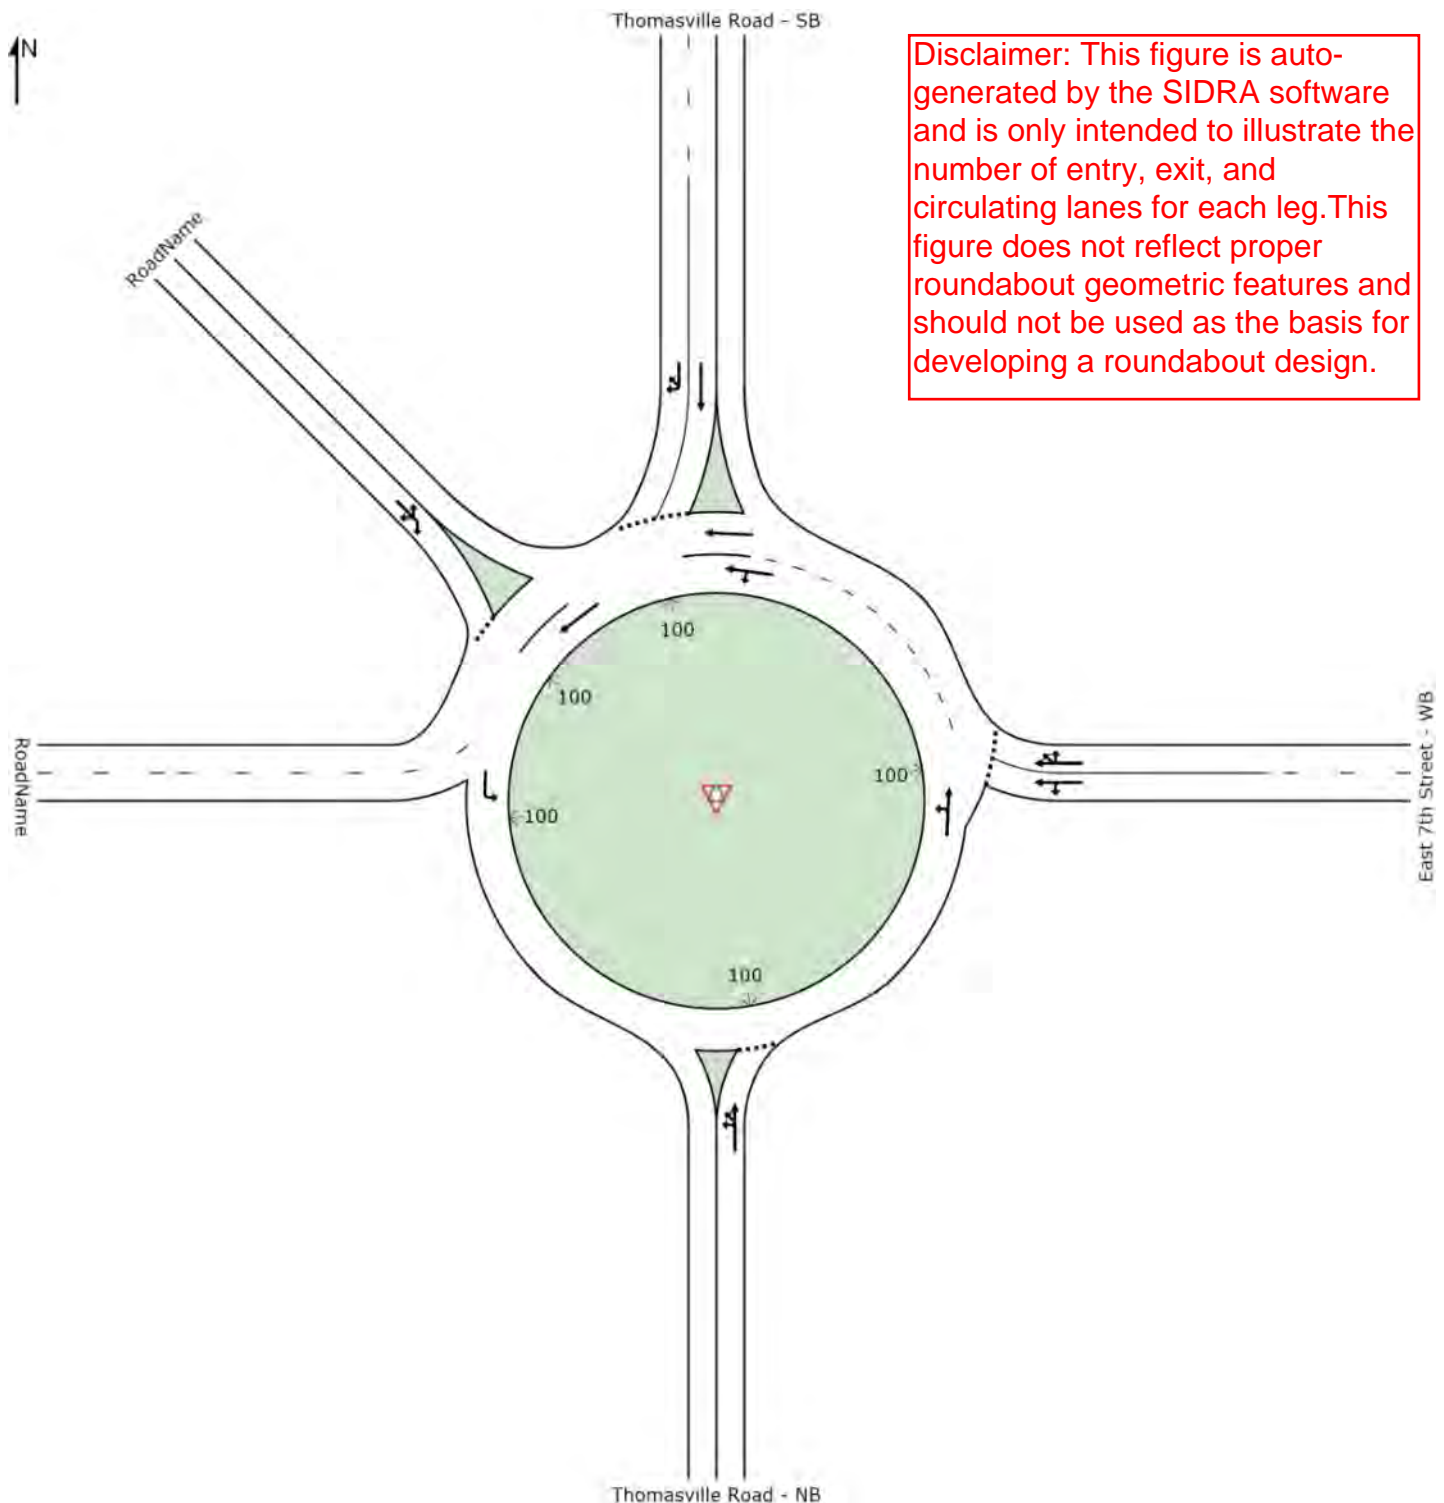 Thomasville Road - SB
N
Disclaimer: This figure is auto-
generated by the SIDRA software
and is only intended to illustrate the
number of entry, exit, and
circulating lanes for each leg.This
figure does not reflect proper
roundabout geometric features and
should not be used as the basis for
developing a roundabout design.
RoadName
100
100
RoadName
100
100
East 7th Street - WB
100
Thomasville Road - NB